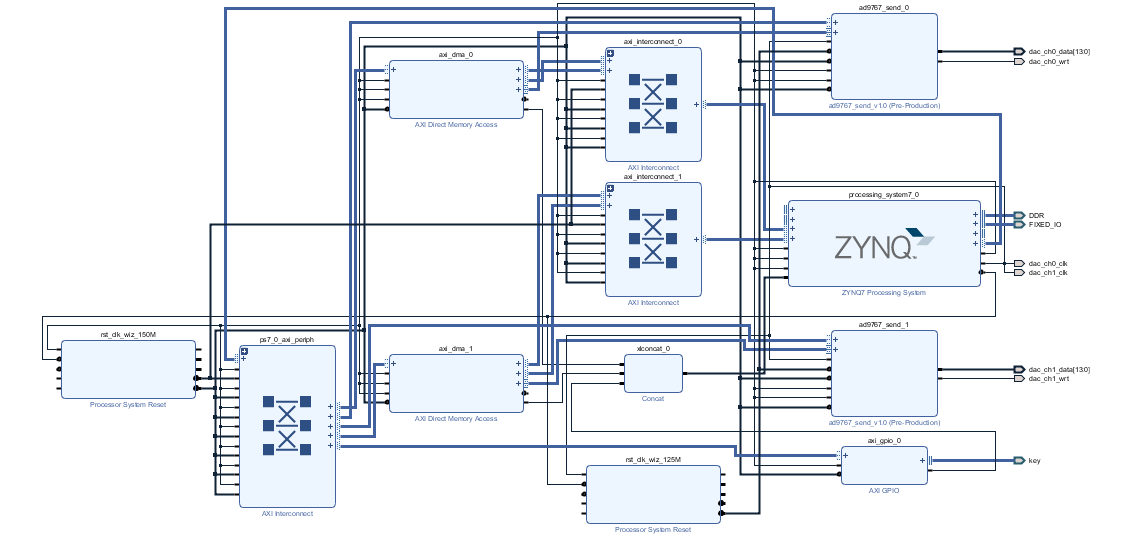 ad9767_send_0
dac_ch0_data[13:0]
dac_ch0_wrt
ad9767_send_v1.0 (Pre-Production)
axi_interconnect_0
AXI Interconnect
axi_dma_0
AXI Direct Memory Access
axi_interconnect_1
AXI Interconnect
processing_system7_0
ZYNQ
DDR
FIXED_IO
dac_ch0_clk
dac_ch1_clk
ZYNQ7 Processing System
rst_clk_wiz_150M
Processor System Reset
ps7_0_axi_periph
AXI Interconnect
axi_dma_1
AXI Direct Memory Access
xlconcat_0
Concat
ad9767_send_1
dac_ch1_data[13:0]
dac_ch1_wrt
ad9767_send_v1.0 (Pre-Production)
rst_clk_wiz_125M
Processor System Reset
axi_gpio_0
key
AXI GPIO